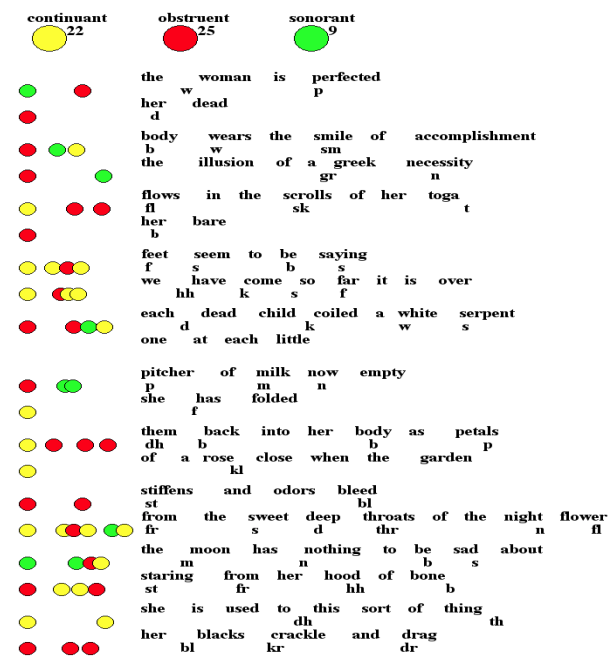 continuant obstruent sonorant
22 25 9
the woman is perfected
w p
her dead
d
body wears the smile of accomplishment
b w sm
the illusion of a greek necessity
gr n
flows in the scrolls of her toga
fl sk t
her bare
b
feet seem to be saying
f s b s
we have come so far it is over
hh k s f
each dead child coiled a white serpent
d k w s
one at each little
pitcher of milk now empty
p m n
she has folded
f
them back into her body as petals
dh b b p
of a rose close when the garden
kl
stiffens and odors bleed
st bl
from the sweet deep throats of the night flower
fr s d thr n fl
the moon has nothing to be sad about
m n b s
staring from her hood of bone
st fr hh b
she is used to this sort of thing
dh th
her blacks crackle and drag
bl kr dr